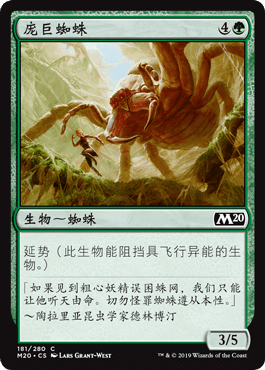 庞巨蜘蛛 4
生物～蜘蛛 M20
延势（此生物能阻挡具飞行异能的生
物。）
「如果见到粗心妖精误困蛛网，我们只能
让他听天由命。切勿怪罪蜘蛛遵从本性。」
～陶拉里亚昆虫学家德林博汀
3/5
181/280 C
M20 • CS Lars Grant-West
™ & © 2019 Wizards of the Coast